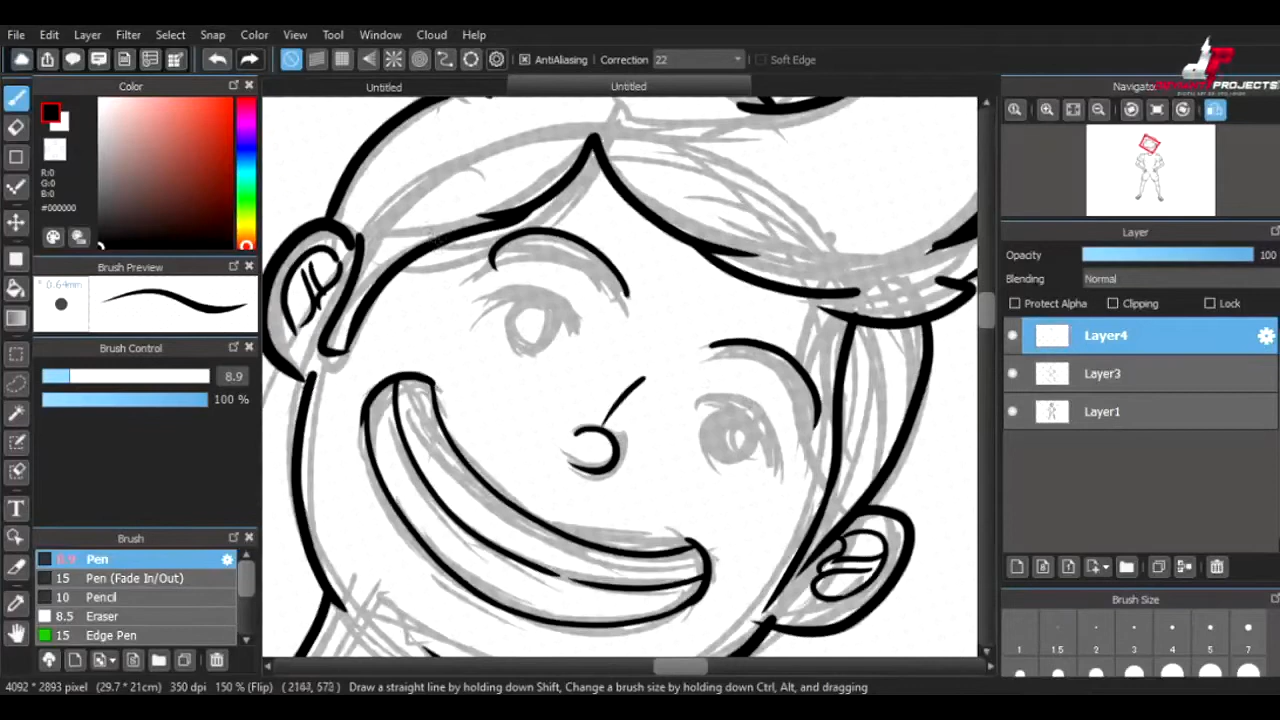 File Edit Layer Filter Select Snap Color View Tool Window Cloud Help
AntiAliasing Correction 22 Soft Edge
Color
Untitled
Untitled
R:0
G:0
B:0
#000000
Brush Preview
* 0.64mm
Brush Control
8.9
100 %
Brush
8.9 Pen
15 Pen (Fade In/Out)
10 Pencil
8.5 Eraser
15 Edge Pen
PROJECTS
Layer
Opacity 100
Blending Normal
Protect Alpha Clipping Lock
Layer4
Layer3
Layer1
Brush Size
1 1.5 2 3 4 5 7
4092 * 2893 pixel (29.7 * 21cm) 350 dpi 150 % (Flip) ( 2163, 573 ) Draw a straight line by holding down Shift, Change a brush size by holding down Ctrl, Alt, and dragging